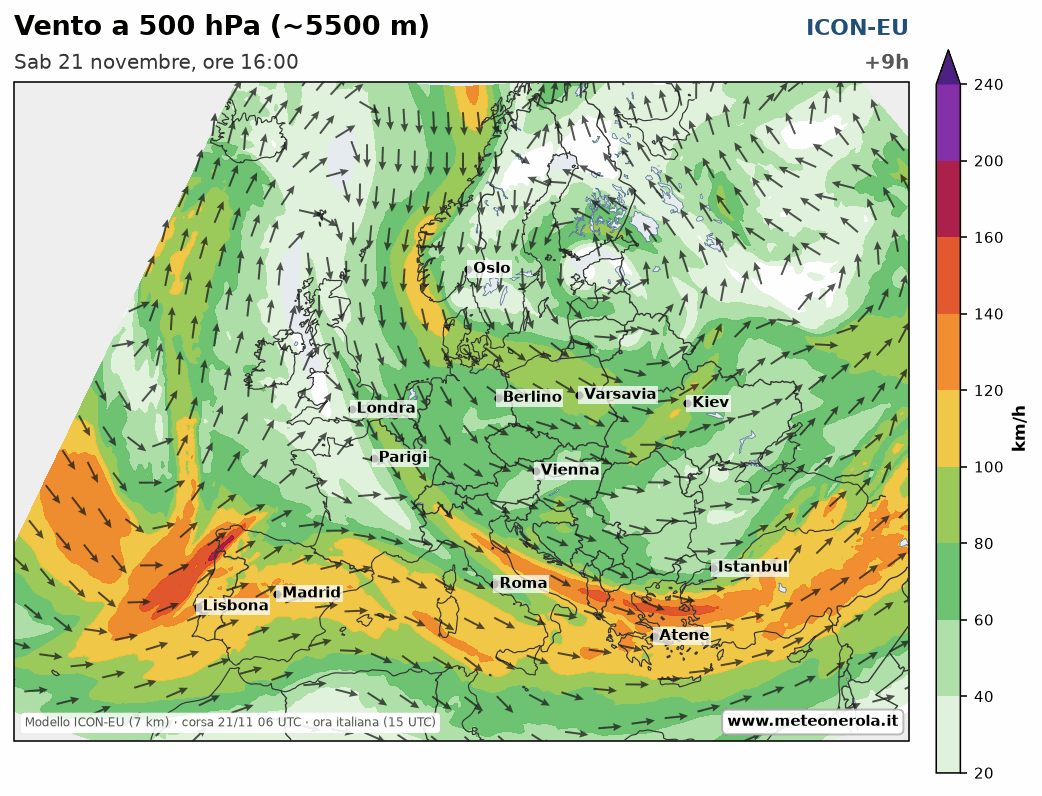 Vento a 500 hPa (~5500 m)
ICON-EU
Sab 21 novembre, ore 16:00
+9h
240
200
160
140
120
100
80
60
40
20
km/h
Oslo
Berlino
Varsavia
Kiev
Londra
Parigi
Vienna
Istanbul
Roma
Madrid
Lisbona
Atene
Modello ICON-EU (7 km) · corsa 21/11 06 UTC · ora italiana (15 UTC)
www.meteonerola.it